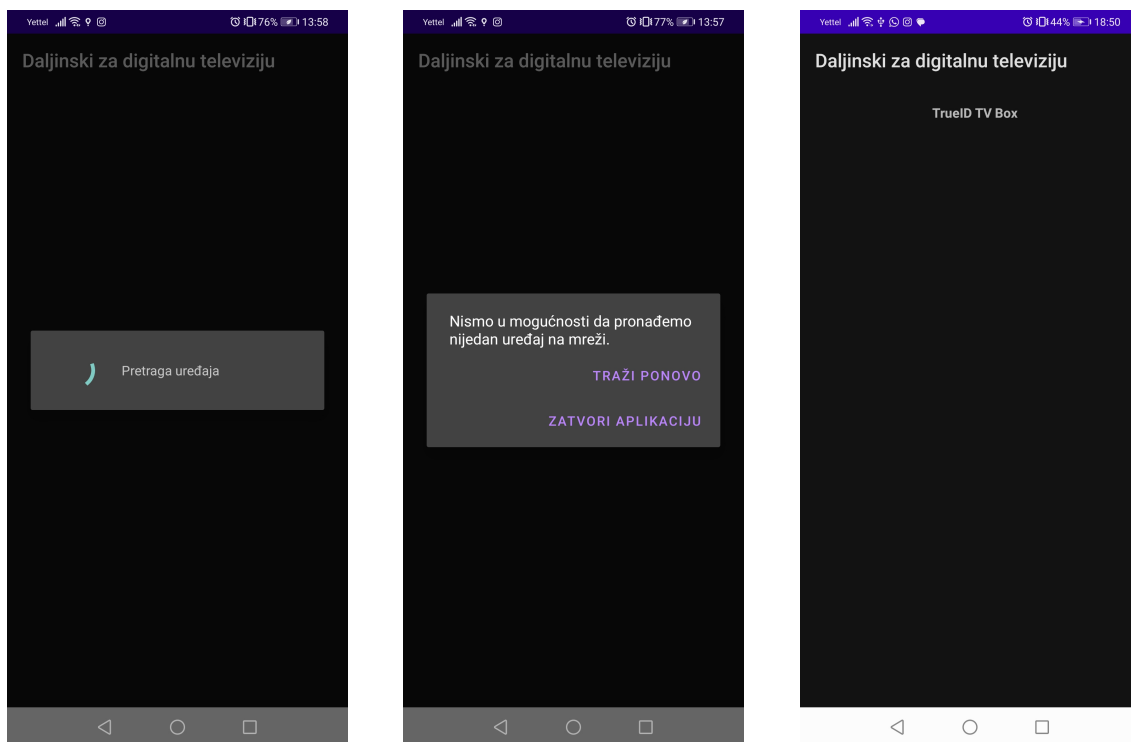 Yettel 76% 13:58
Daljinski za digitalnu televiziju
Pretraga uređaja
Yettel 77% 13:57
Daljinski za digitalnu televiziju
Nismo u mogućnosti da pronađemo
nijedan uređaj na mreži.
TRAŽI PONOVO
ZATVORI APLIKACIJU
Yettel 44% 18:50
Daljinski za digitalnu televiziju
TrueID TV Box